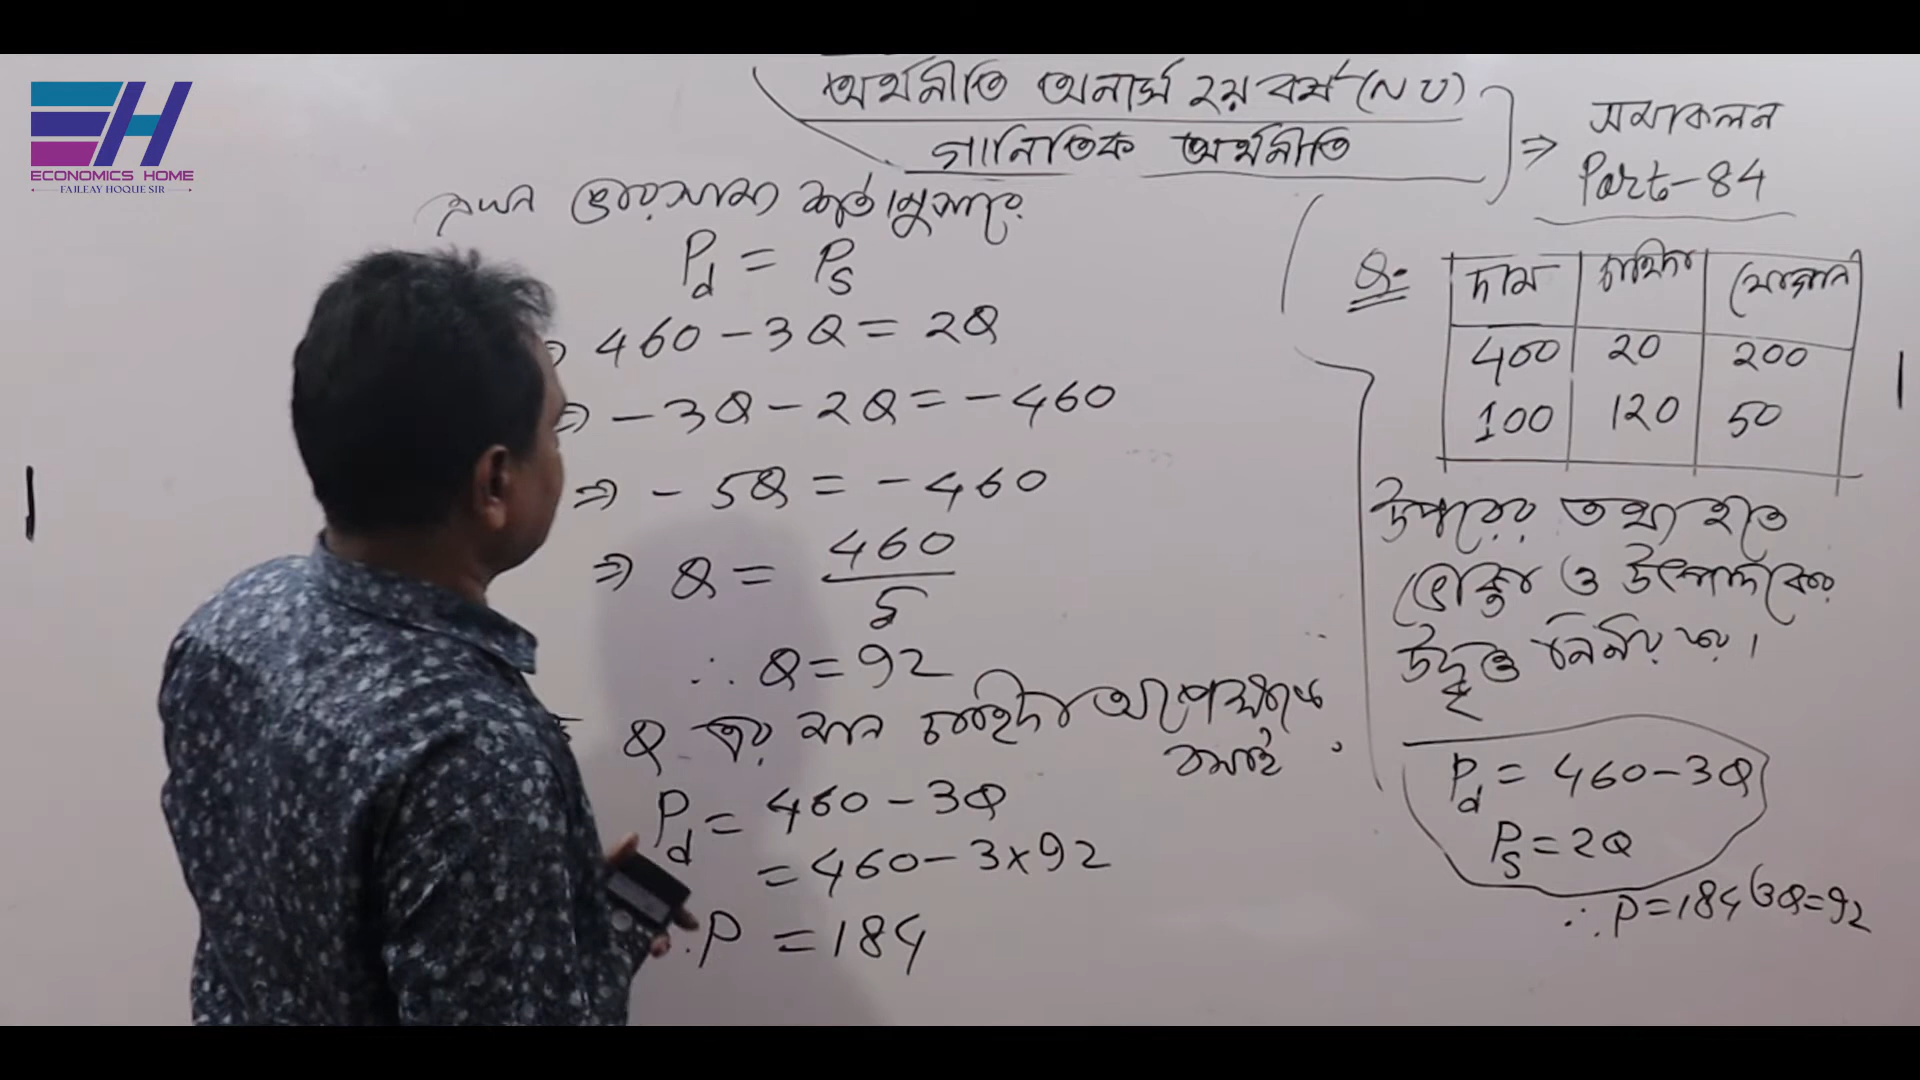 EH
ECONOMICS HOME
FAILEAY HOQUE SIR
অর্থনীতি অনার্স ২য় বর্ষ (NU)
গানিতিক অর্থনীতি
⇒ সমাকলন
Part-84
এখন ভারসাম্য শর্তানুসারে
Pd = Ps
460 - 3Q = 2Q
⇒ - 3Q - 2Q = - 460
⇒ - 5Q = - 460
⇒ Q = 460/5
∴ Q = 92
Q এর মান চাহিদা অপেক্ষকে
বসাই
Pd = 460 - 3Q
= 460 - 3×92
∴ P = 184
Q- দাম চাহিদা যোগান
400 20 200
100 120 50
উপরের তথ্য হতে
ভোক্তা ও উৎপাদকের
উদ্বৃত্ত নির্নয় কর।
Pd = 460 - 3Q
Ps = 2Q
∴ P = 184 ও Q = 92